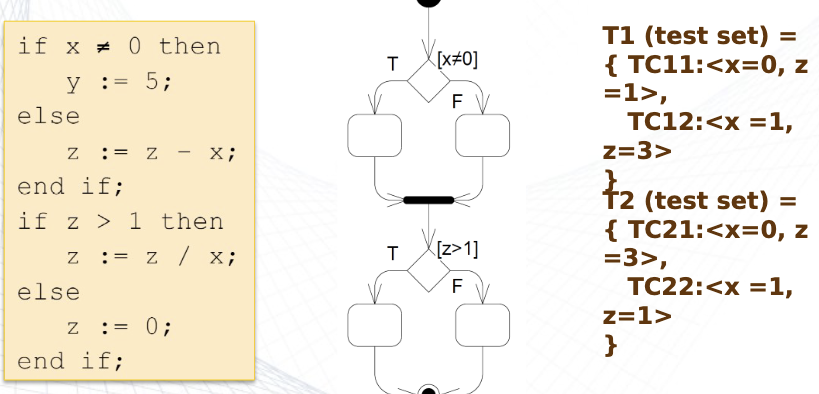 if x ≠ 0 then
y := 5;
else
z := z – x;
end if;
if z > 1 then
z := z / x;
else
z := 0;
end if;
T
[x≠0]
F
T
[z>1]
F
T1 (test set) =
{ TC11:<x=0, z
=1>,
TC12:<x =1,
z=3>
}
T2 (test set) =
{ TC21:<x=0, z
=3>,
TC22:<x =1,
z=1>
}